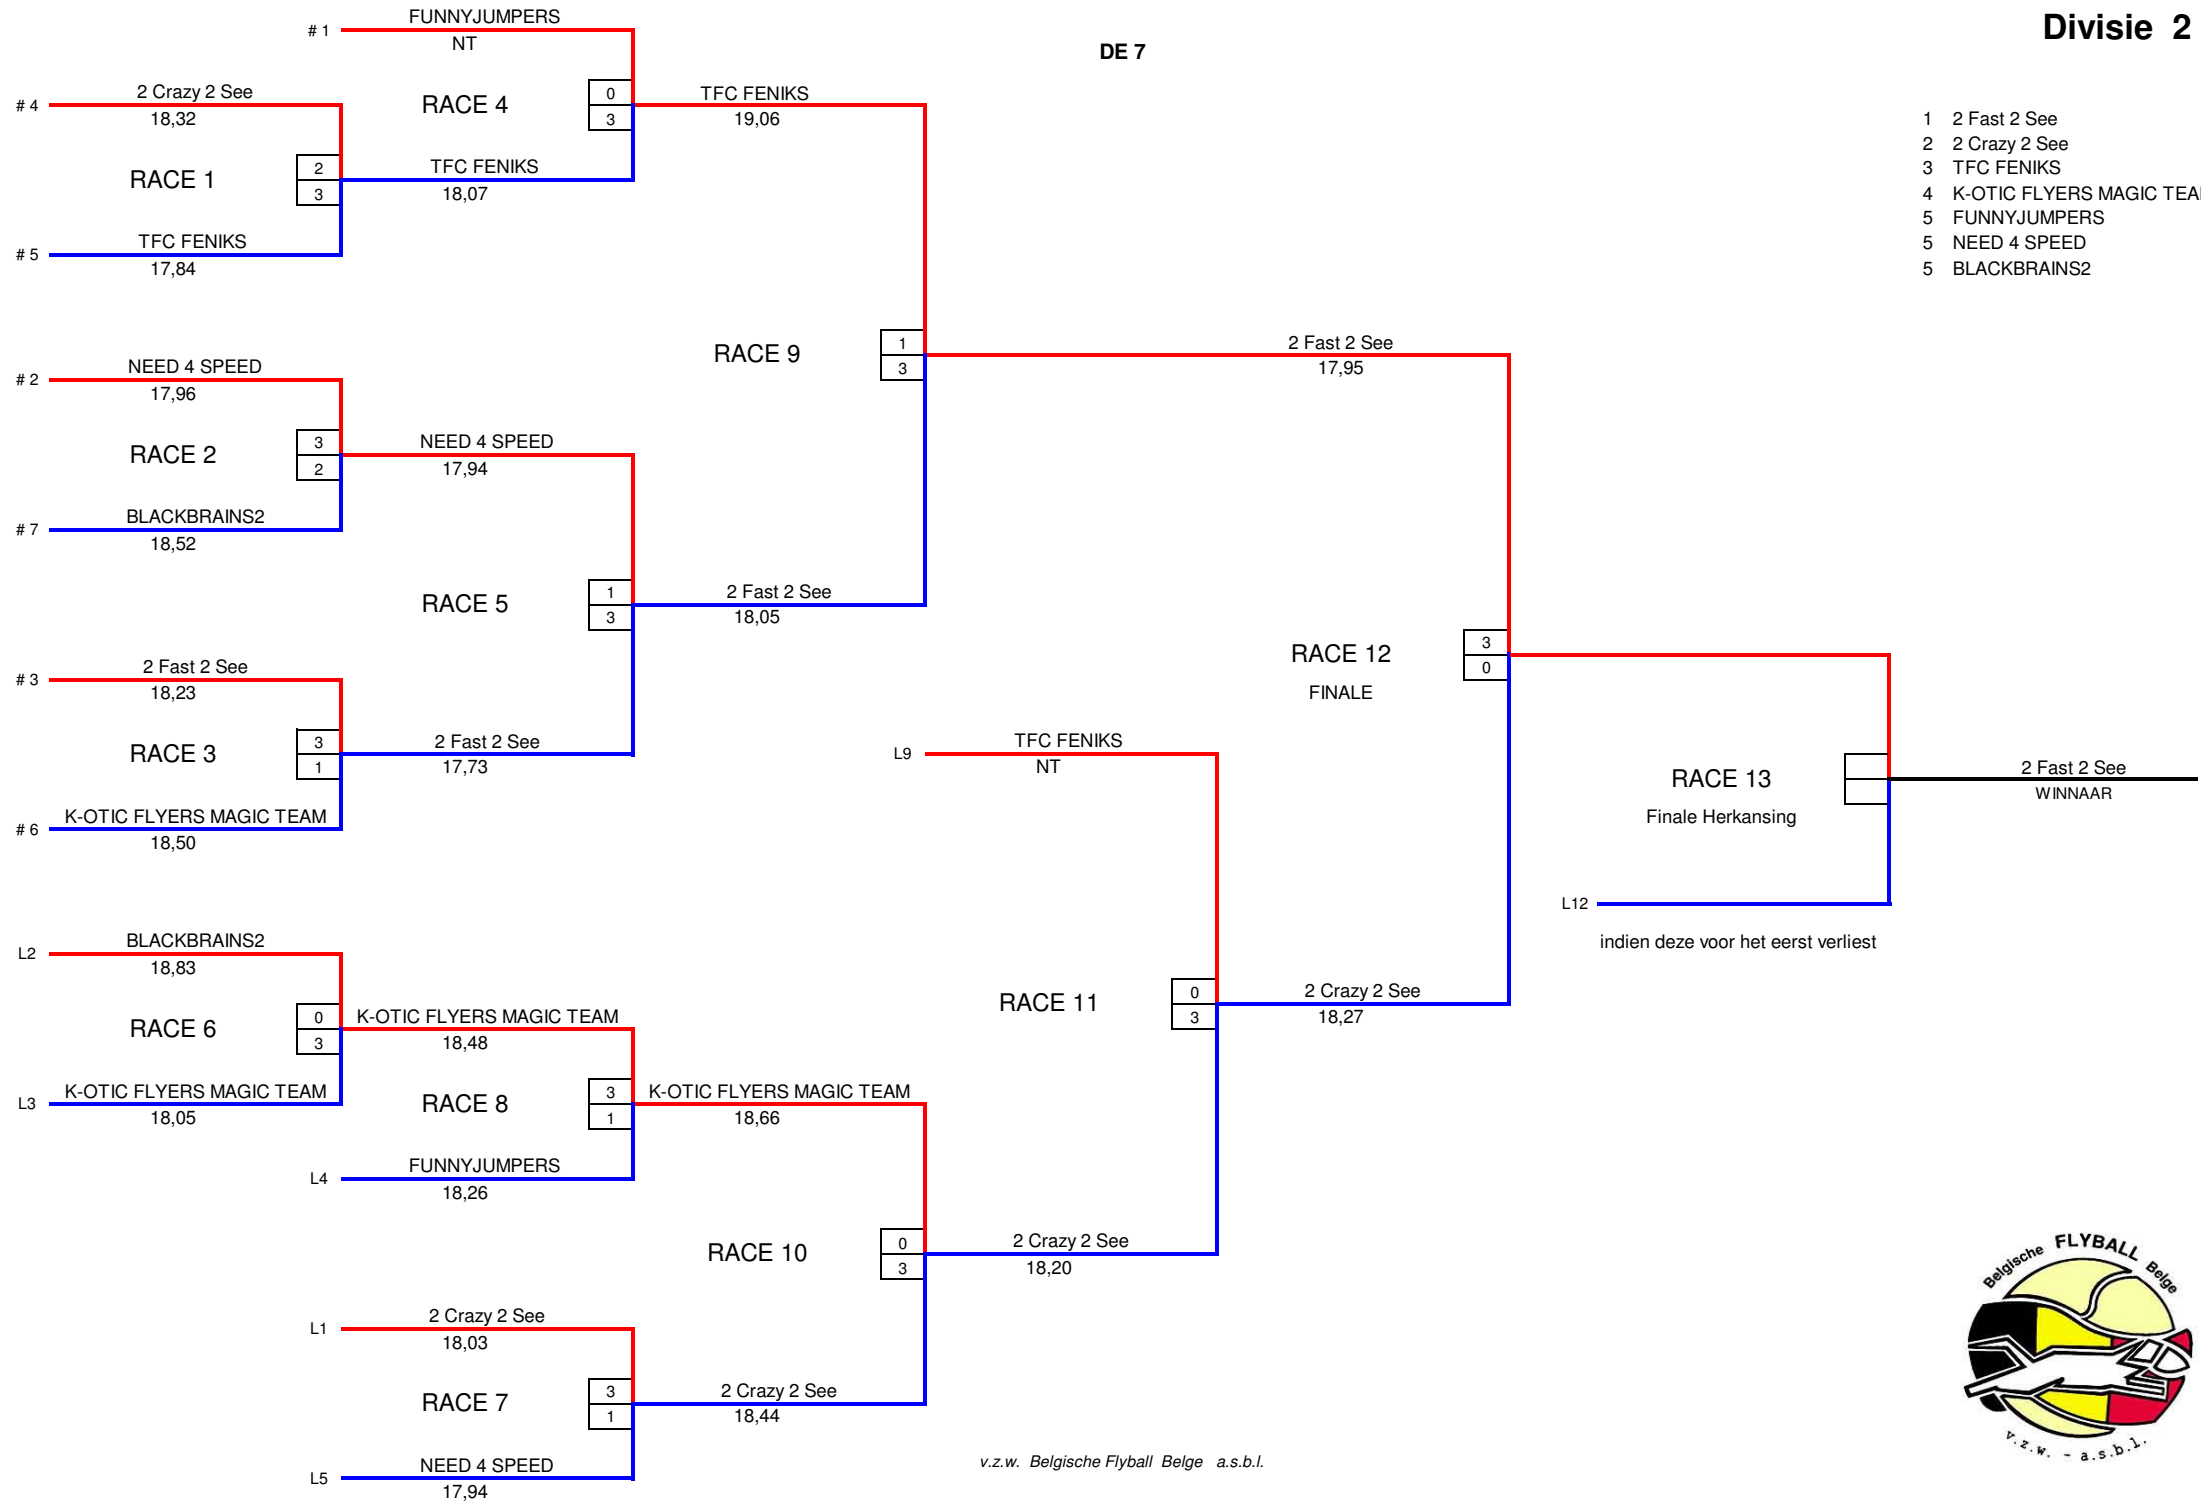 Divisie 2
DE 7
1 2 Fast 2 See
2 2 Crazy 2 See
3 TFC FENIKS
4 K-OTIC FLYERS MAGIC TEA
5 FUNNYJUMPERS
5 NEED 4 SPEED
5 BLACKBRAINS2
# 1 FUNNYJUMPERS
NT
RACE 4
0
3
# 4 2 Crazy 2 See
18,32
RACE 1
2
3
# 5 TFC FENIKS
17,84
TFC FENIKS
18,07
TFC FENIKS
19,06
# 2 NEED 4 SPEED
17,96
RACE 2
3
2
# 7 BLACKBRAINS2
18,52
NEED 4 SPEED
17,94
RACE 5
1
3
# 3 2 Fast 2 See
18,23
RACE 3
3
1
# 6 K-OTIC FLYERS MAGIC TEAM
18,50
2 Fast 2 See
17,73
2 Fast 2 See
18,05
RACE 9
1
3
2 Fast 2 See
17,95
RACE 12
FINALE
3
0
L9 TFC FENIKS
NT
RACE 11
0
3
2 Crazy 2 See
18,27
RACE 13
Finale Herkansing
2 Fast 2 See
WINNAAR
L12
indien deze voor het eerst verliest
L2 BLACKBRAINS2
18,83
RACE 6
0
3
L3 K-OTIC FLYERS MAGIC TEAM
18,05
K-OTIC FLYERS MAGIC TEAM
18,48
RACE 8
3
1
L4 FUNNYJUMPERS
18,26
K-OTIC FLYERS MAGIC TEAM
18,66
RACE 10
0
3
2 Crazy 2 See
18,20
L1 2 Crazy 2 See
18,03
RACE 7
3
1
L5 NEED 4 SPEED
17,94
2 Crazy 2 See
18,44
v.z.w. Belgische Flyball Belge a.s.b.l.
Belgische FLYBALL Belge
v.z.w. - a.s.b.l.